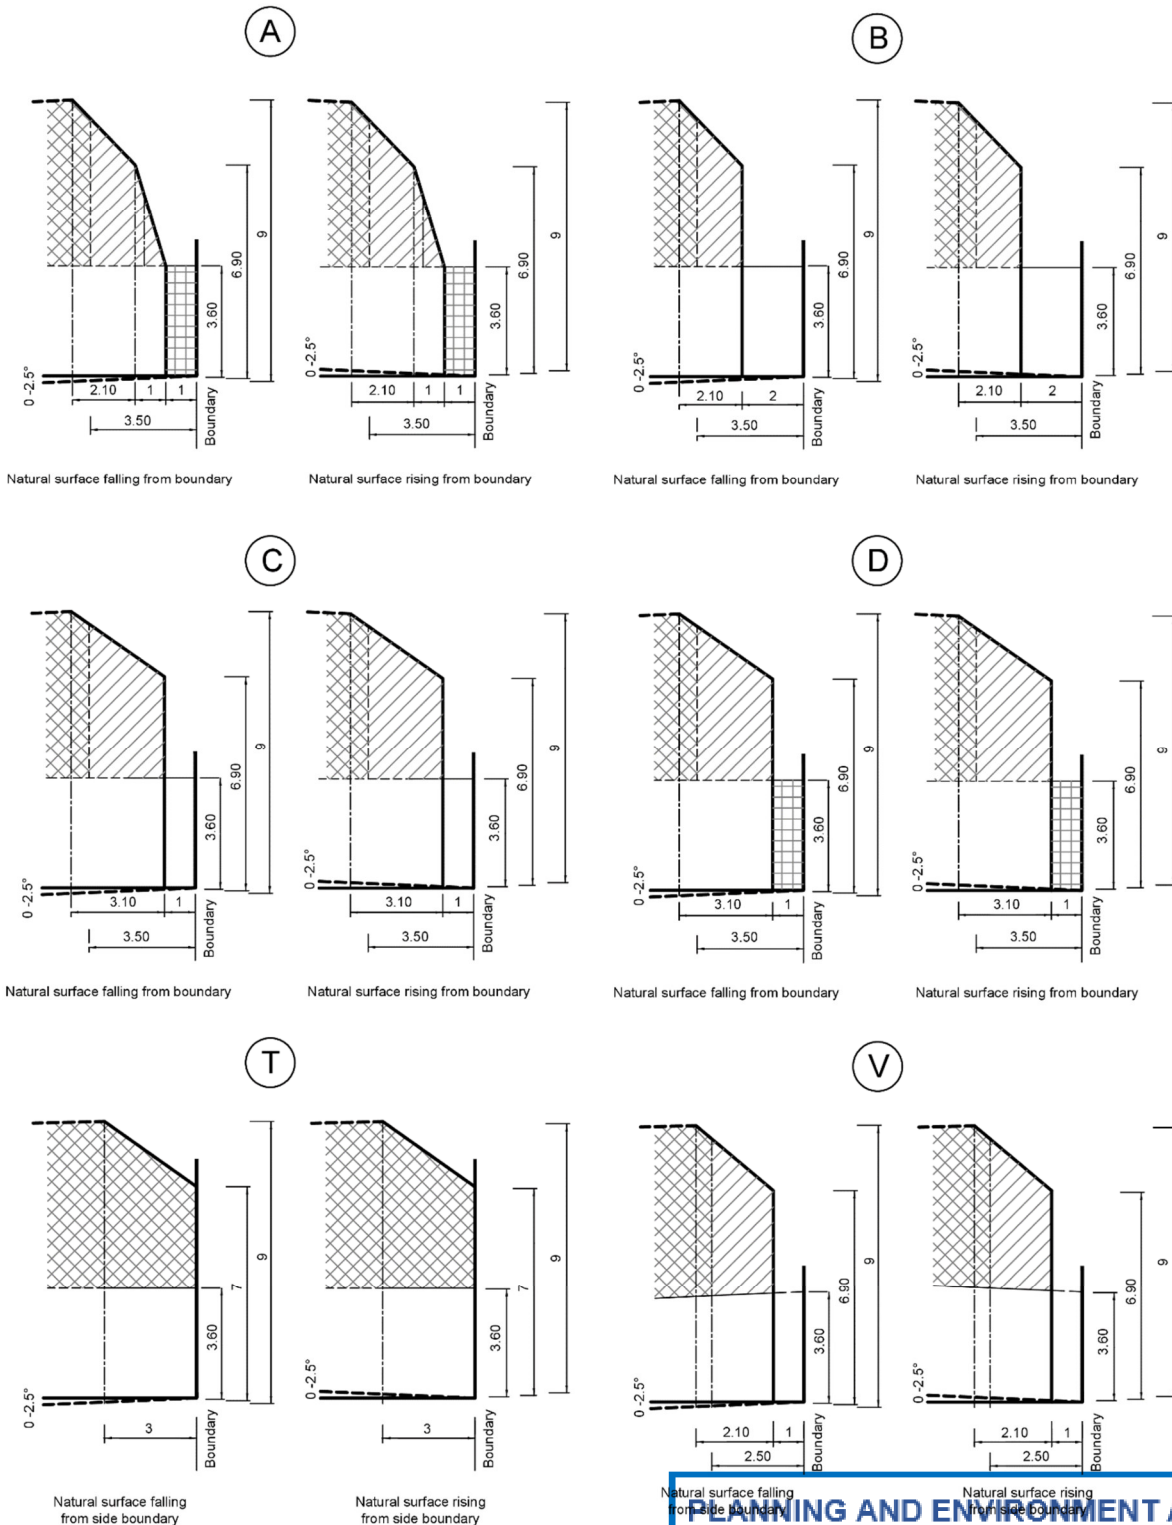 A
B
9
6.90
3.60
0 -2.5°
2.10
1
1
3.50
Boundary
Natural surface falling from boundary
9
6.90
3.60
0 -2.5°
2.10
1
1
3.50
Boundary
Natural surface rising from boundary
9
6.90
3.60
0 -2.5°
2.10
2
3.50
Boundary
Natural surface falling from boundary
9
6.90
3.60
0 -2.5°
2.10
2
3.50
Boundary
Natural surface rising from boundary
C
D
9
6.90
3.60
0 -2.5°
3.10
1
3.50
Boundary
Natural surface falling from boundary
9
6.90
3.60
0 -2.5°
3.10
1
3.50
Boundary
Natural surface rising from boundary
9
6.90
3.60
0 -2.5°
3.10
1
3.50
Boundary
Natural surface falling from boundary
9
6.90
3.60
0 -2.5°
3.10
1
3.50
Boundary
Natural surface rising from boundary
T
V
9
7
3.60
0 -2.5°
3
Boundary
Natural surface falling
from side boundary
9
7
3.60
0 -2.5°
3
Boundary
Natural surface rising
from side boundary
9
6.90
3.60
0 -2.5°
2.10
1
2.50
Boundary
Natural surface falling
from side boundary
9
6.90
3.60
0 -2.5°
2.10
1
2.50
Boundary
Natural surface rising
from side boundary
PLANNING AND ENVIRONMENT A